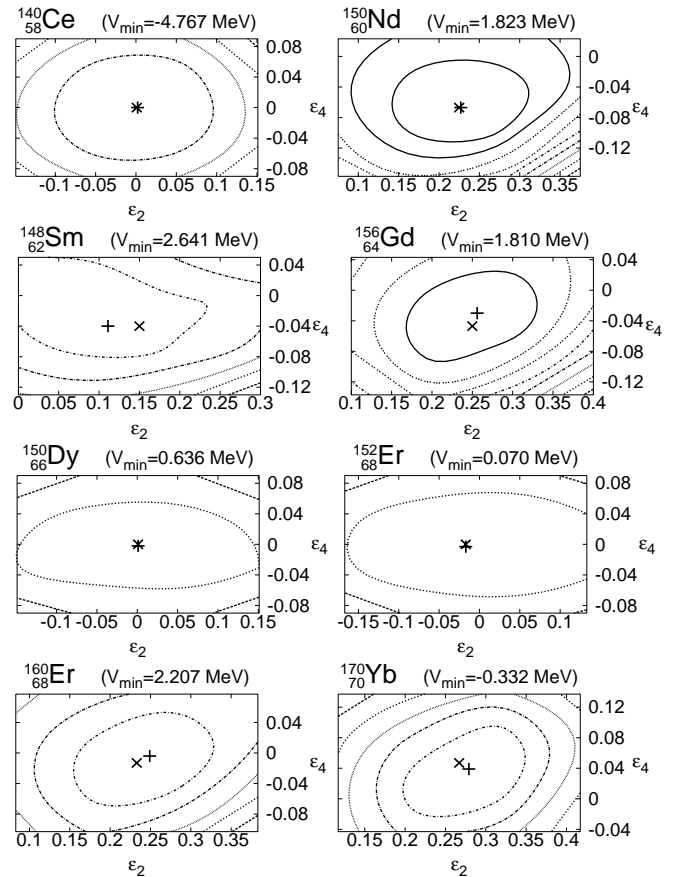 140 58 Ce (Vmin=-4.767 MeV)
150 60 Nd (Vmin=1.823 MeV)
0.08
0.04
0
-0.04
-0.08
ε4
-0.1 -0.05 0 0.05 0.1 0.15
ε2
0
-0.04
-0.08
-0.12
ε4
0.1 0.15 0.2 0.25 0.3 0.35
ε2
148 62 Sm (Vmin=2.641 MeV)
156 64 Gd (Vmin=1.810 MeV)
0.04
0
-0.04
-0.08
-0.12
ε4
0 0.05 0.1 0.15 0.2 0.25 0.3
ε2
0.04
0
-0.04
-0.08
-0.12
ε4
0.1 0.15 0.2 0.25 0.3 0.35 0.4
ε2
150 66 Dy (Vmin=0.636 MeV)
152 68 Er (Vmin=0.070 MeV)
0.08
0.04
0
-0.04
-0.08
ε4
-0.1 -0.05 0 0.05 0.1 0.15
ε2
0.08
0.04
0
-0.04
-0.08
ε4
-0.15 -0.1 -0.05 0 0.05 0.1
ε2
160 68 Er (Vmin=2.207 MeV)
170 70 Yb (Vmin=-0.332 MeV)
0.04
0
-0.04
-0.08
ε4
0.1 0.15 0.2 0.25 0.3 0.35
ε2
0.12
0.08
0.04
0
-0.04
ε4
0.15 0.2 0.25 0.3 0.35 0.4
ε2